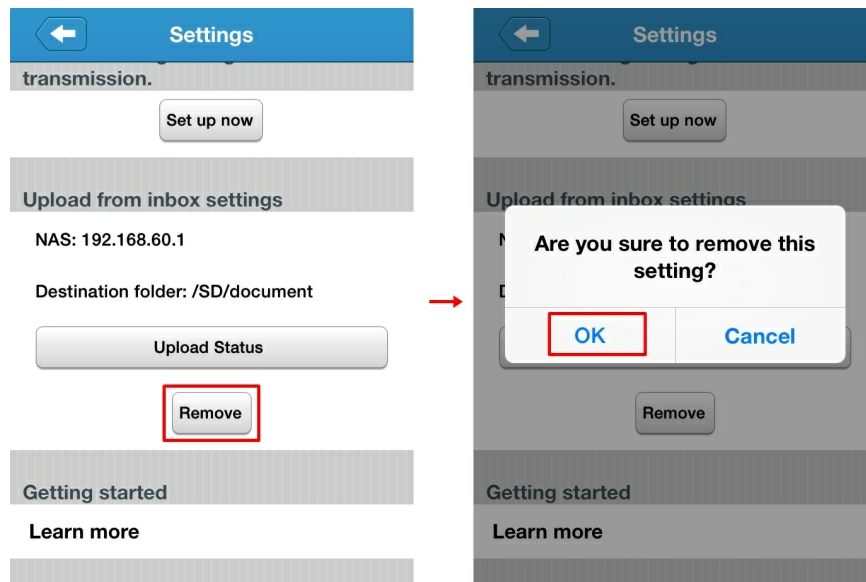 Settings
transmission.
Set up now
Upload from inbox settings
NAS: 192.168.60.1
Destination folder: /SD/document
Upload Status
Remove
Getting started
Learn more
Settings
transmission.
Set up now
Upload from inbox settings
Are you sure to remove this
setting?
OK
Cancel
Remove
Getting started
Learn more